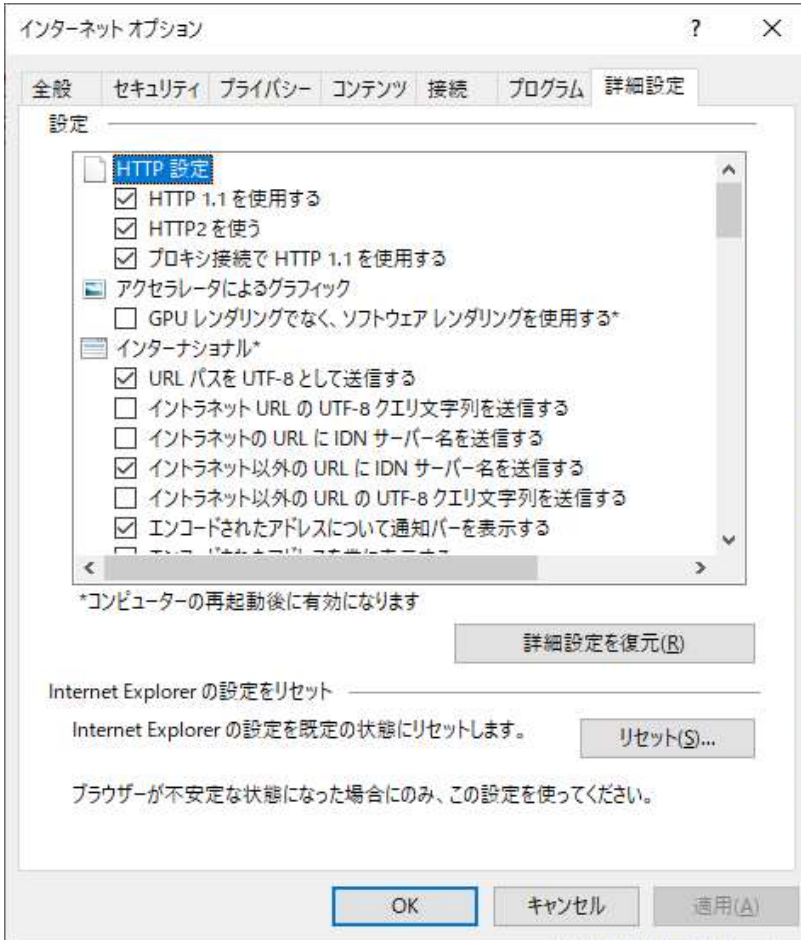 インターネット オプション
?
全般 セキュリティ プライバシー コンテンツ 接続 プログラム 詳細設定
設定
HTTP 設定
HTTP 1.1 を使用する
HTTP2 を使う
プロキシ接続で HTTP 1.1 を使用する
アクセラレータによるグラフィック
GPU レンダリングでなく、ソフトウェア レンダリングを使用する*
インターナショナル*
URL パスを UTF-8 として送信する
イントラネット URL の UTF-8 クエリ文字列を送信する
イントラネットの URL に IDN サーバー名を送信する
イントラネット以外の URL に IDN サーバー名を送信する
イントラネット以外の URL の UTF-8 クエリ文字列を送信する
エンコードされたアドレスについて通知バーを表示する
*コンピューターの再起動後に有効になります
詳細設定を復元(R)
Internet Explorer の設定をリセット
Internet Explorer の設定を既定の状態にリセットします。
リセット(S)...
ブラウザーが不安定な状態になった場合にのみ、この設定を使ってください。
OK キャンセル 適用(A)